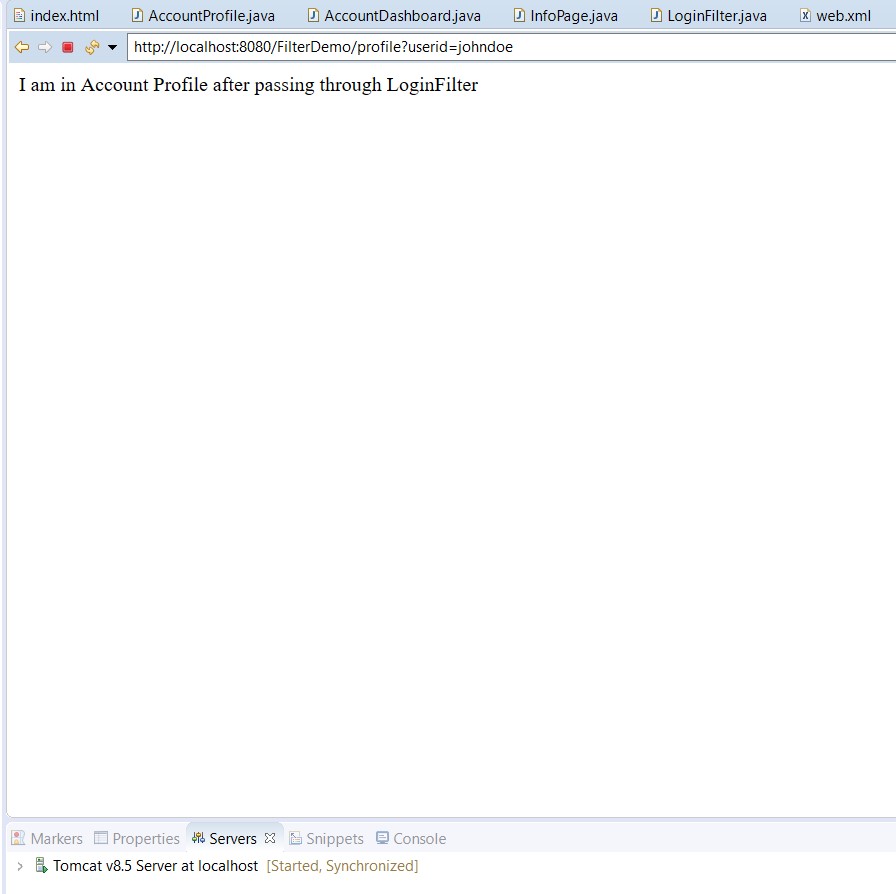 index.html AccountProfile.java AccountDashboard.java InfoPage.java LoginFilter.java web.xml
http://localhost:8080/FilterDemo/profile?userid=johndoe
I am in Account Profile after passing through LoginFilter
Markers Properties Servers Snippets Console
Tomcat v8.5 Server at localhost [Started, Synchronized]